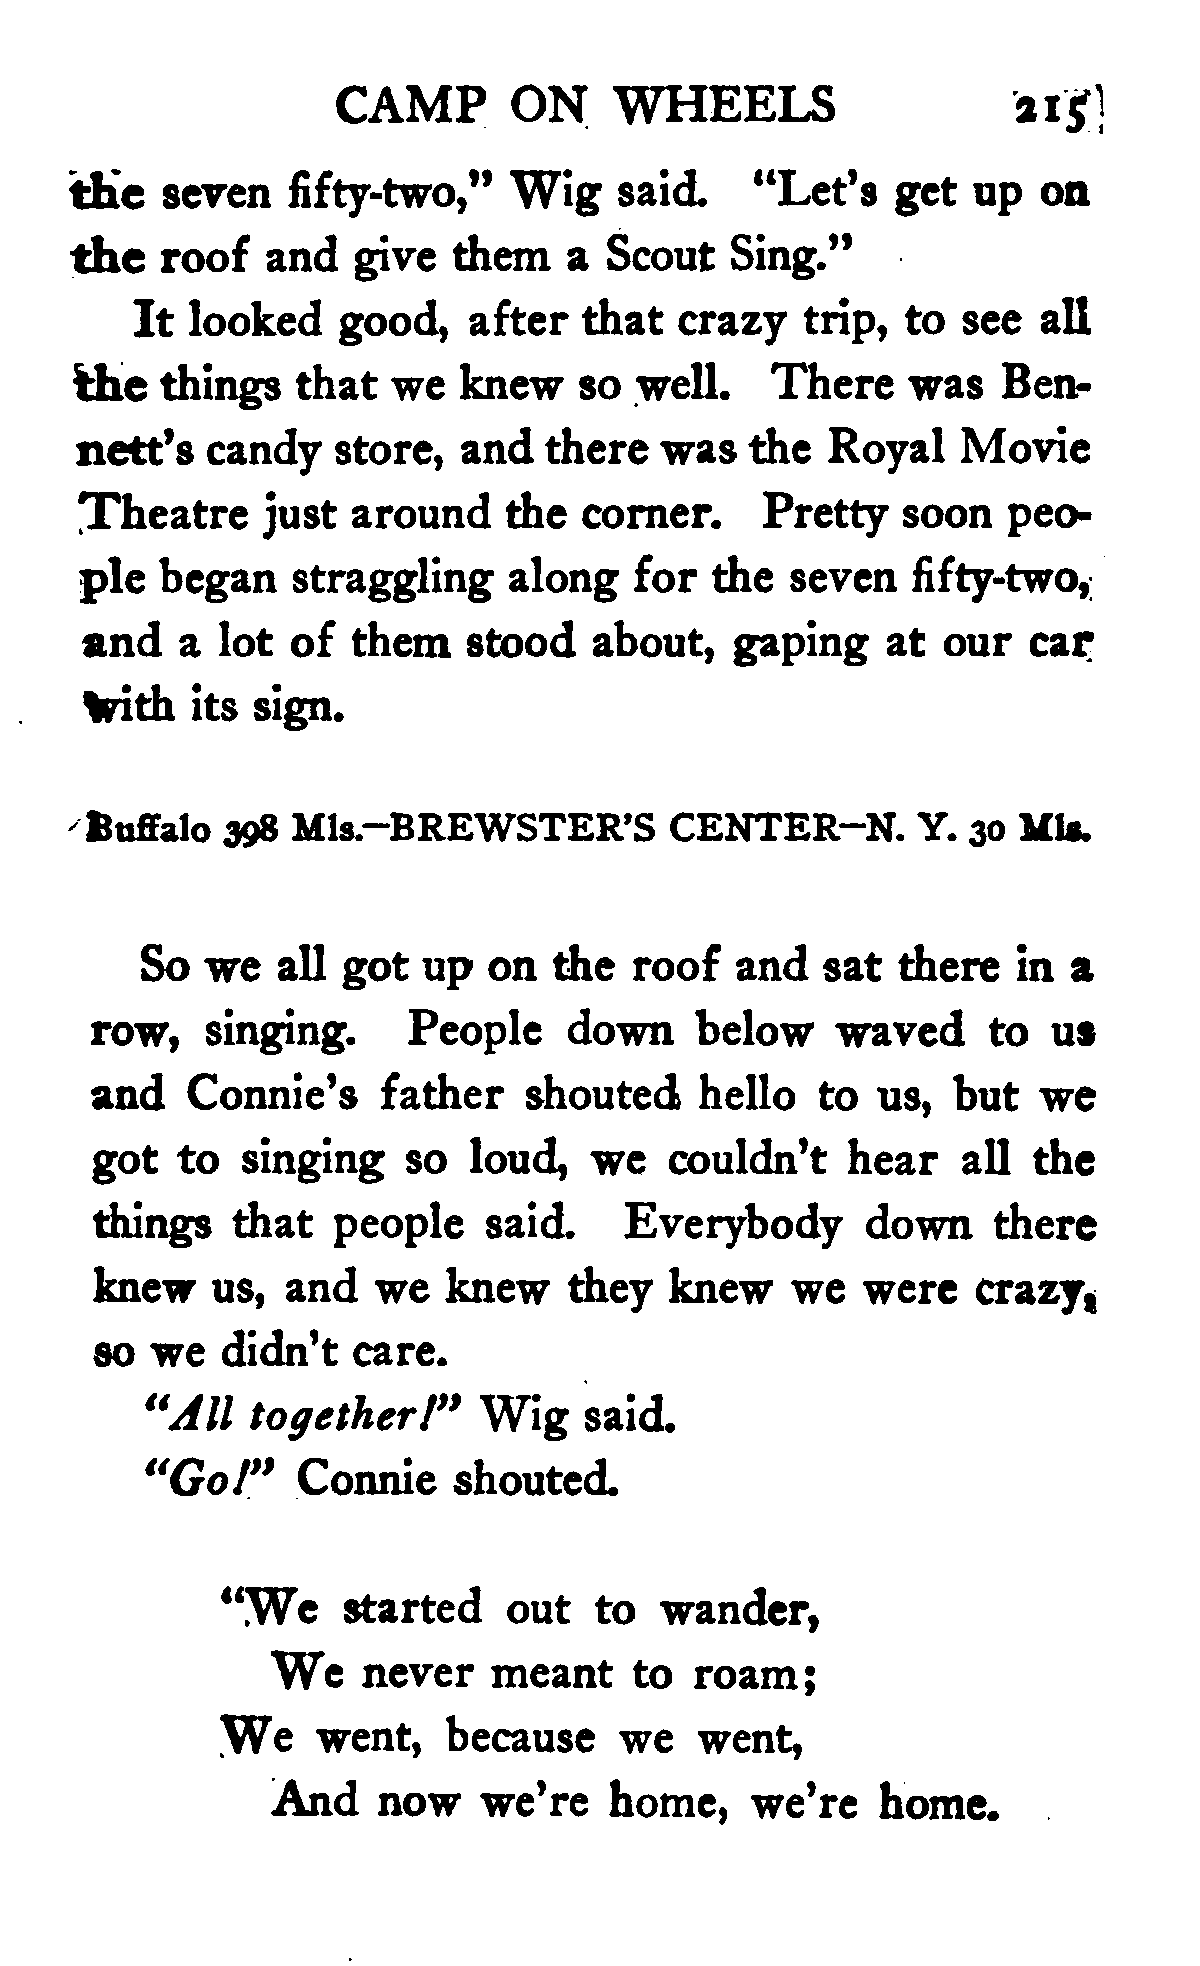 CAMP ON WHEELS 215
the seven fifty-two,” Wig said. “Let’s get up on
the roof and give them a Scout Sing.”
It looked good, after that crazy trip, to see all
the things that we knew so well. There was Ben-
nett’s candy store, and there was the Royal Movie
Theatre just around the corner. Pretty soon peo-
ple began straggling along for the seven fifty-two,
and a lot of them stood about, gaping at our car
with its sign.
Buffalo 398 Mls.—BREWSTER’S CENTER—N. Y. 30 Mls.
So we all got up on the roof and sat there in a
row, singing. People down below waved to us
and Connie’s father shouted hello to us, but we
got to singing so loud, we couldn’t hear all the
things that people said. Everybody down there
knew us, and we knew they knew we were crazy,
so we didn’t care.
“All together!” Wig said.
“Go!” Connie shouted.
“We started out to wander,
We never meant to roam;
We went, because we went,
And now we’re home, we’re home.